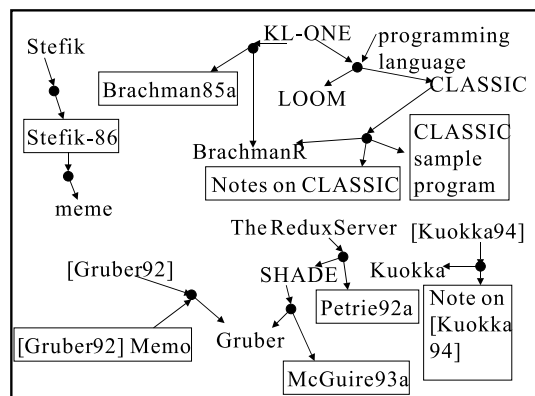 Stefik
KL-ONE
programming
language
Brachman85a
LOOM
CLASSIC
Stefik-86
BrachmanR
CLASSIC
sample
program
Notes on CLASSIC
meme
The ReduxServer
[Kuokka94]
[Gruber92]
SHADE
Kuokka
Petrie92a
Note on
[Kuokka
94]
[Gruber92] Memo
Gruber
McGuire93a